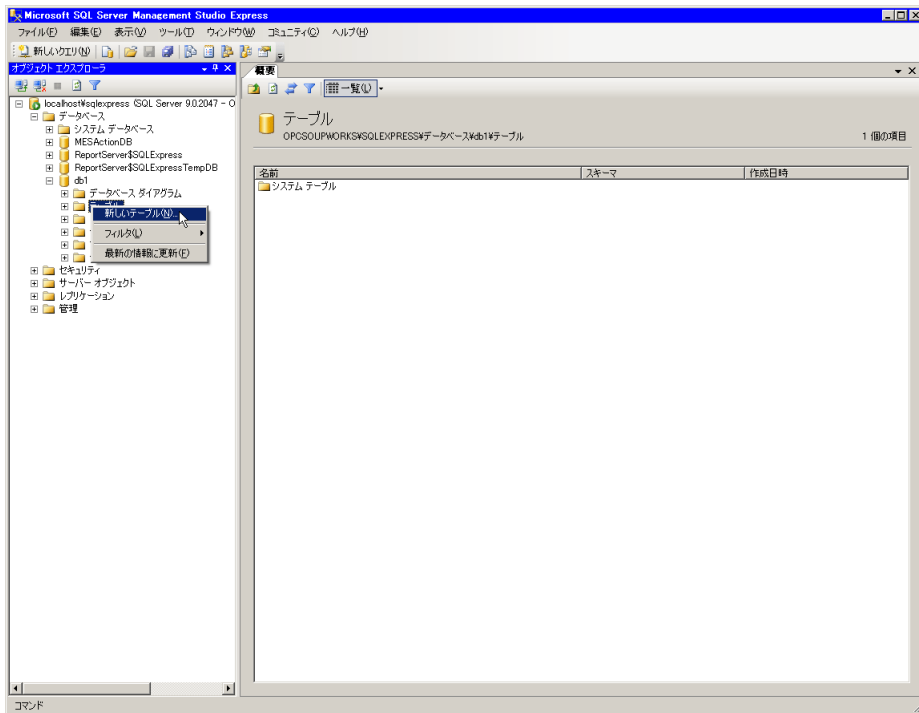 Microsoft SQL Server Management Studio Express
ファイル(F) 編集(E) 表示(V) ツール(T) ウィンドウ(W) コミュニティ(C) ヘルプ(H)
新しいクエリ(N)
オブジェクト エクスプローラ
概要
一覧(L)
localhost¥sqlexpress (SQL Server 9.0.2047 - O
データベース
システム データベース
MESActionDB
ReportServer$SQLExpress
ReportServer$SQLExpressTempDB
db1
データベース ダイアグラム
新しいテーブル(N)...
フィルタ(L)
最新の情報に更新(F)
セキュリティ
サーバー オブジェクト
レプリケーション
管理
テーブル
OPCSOUPWORKS¥SQLEXPRESS¥データベース¥db1¥テーブル
1 個の項目
名前 スキーマ 作成日時
システム テーブル
コマンド